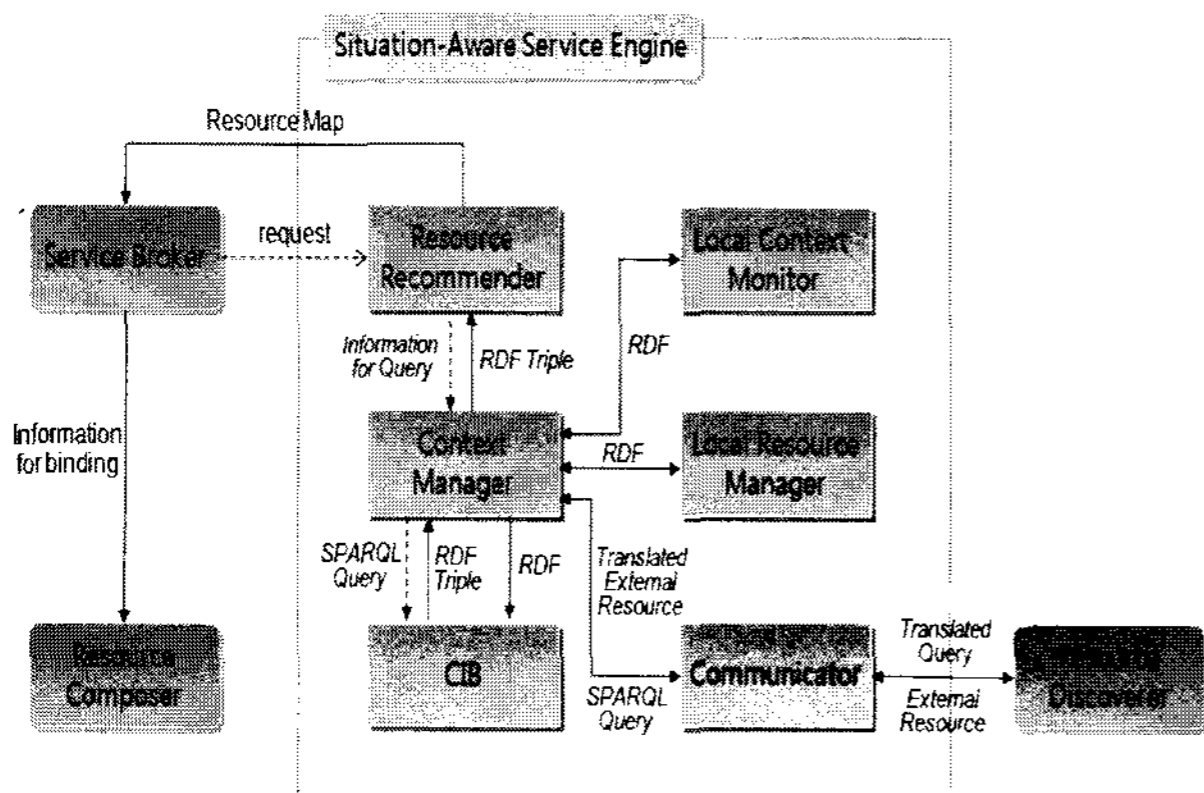 Situation-Aware Service Engine
Resource Map
Service Broker
request
Resource
Recommender
Local Context
Monitor
Information
for Query
RDF Triple
RDF
Information
for binding
Context
Manager
RDF
Local Resource
Manager
SPARQL
Query
RDF
Triple
RDF
Translated
External
Resource
Resource
Composer
CIB
SPARQL
Query
Communicator
Translated
Query
External
Resource
Discoverer